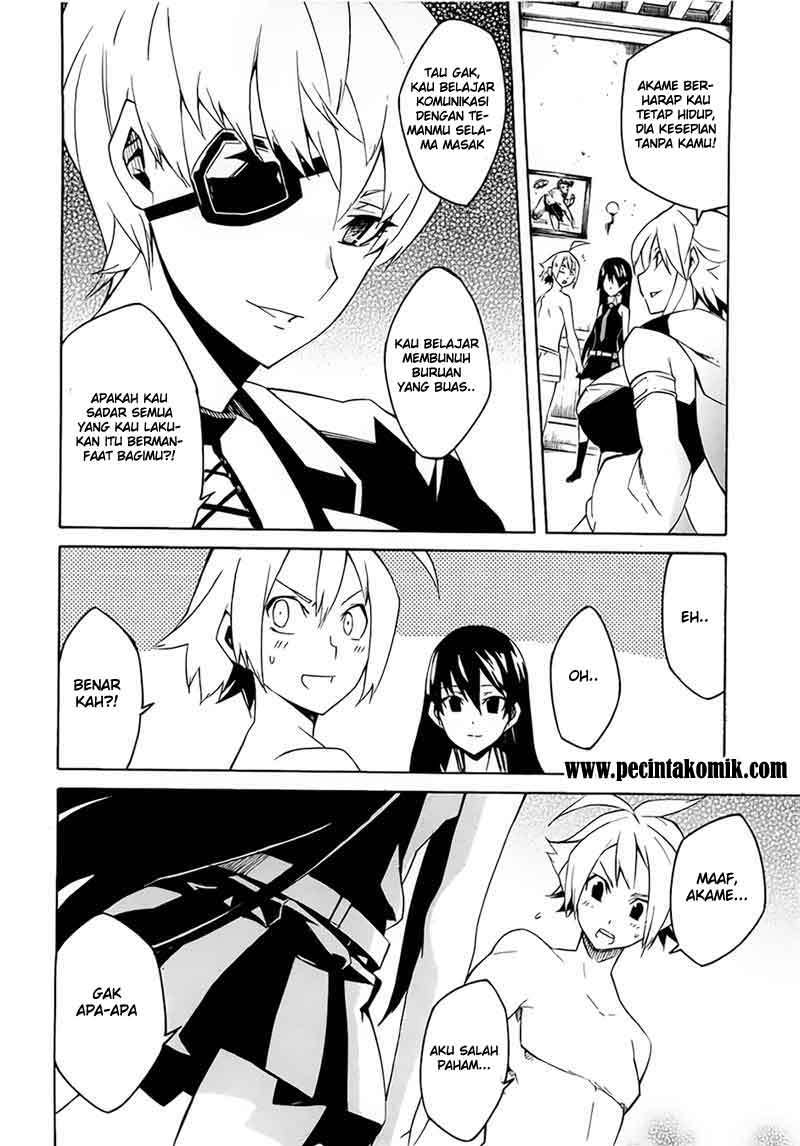 AKAME BER-
HARAP KAU
TETAP HIDUP,
DIA KESEPIAN
TANPA KAMU!
TAU GAK,
KAU BELAJAR
KOMUNIKASI
DENGAN TE-
MANMU SELA-
MA MASAK
KAU BELAJAR
MEMBUNUH
BURUAN
YANG BUAS..
APAKAH KAU
SADAR SEMUA
YANG KAU LAKU-
KAN ITU BERMAN-
FAAT BAGIMU?!
EH..
OH..
BENAR
KAH?!
www.pecintakomik.com
MAAF,
AKAME...
AKU SALAH
PAHAM...
GAK
APA-APA